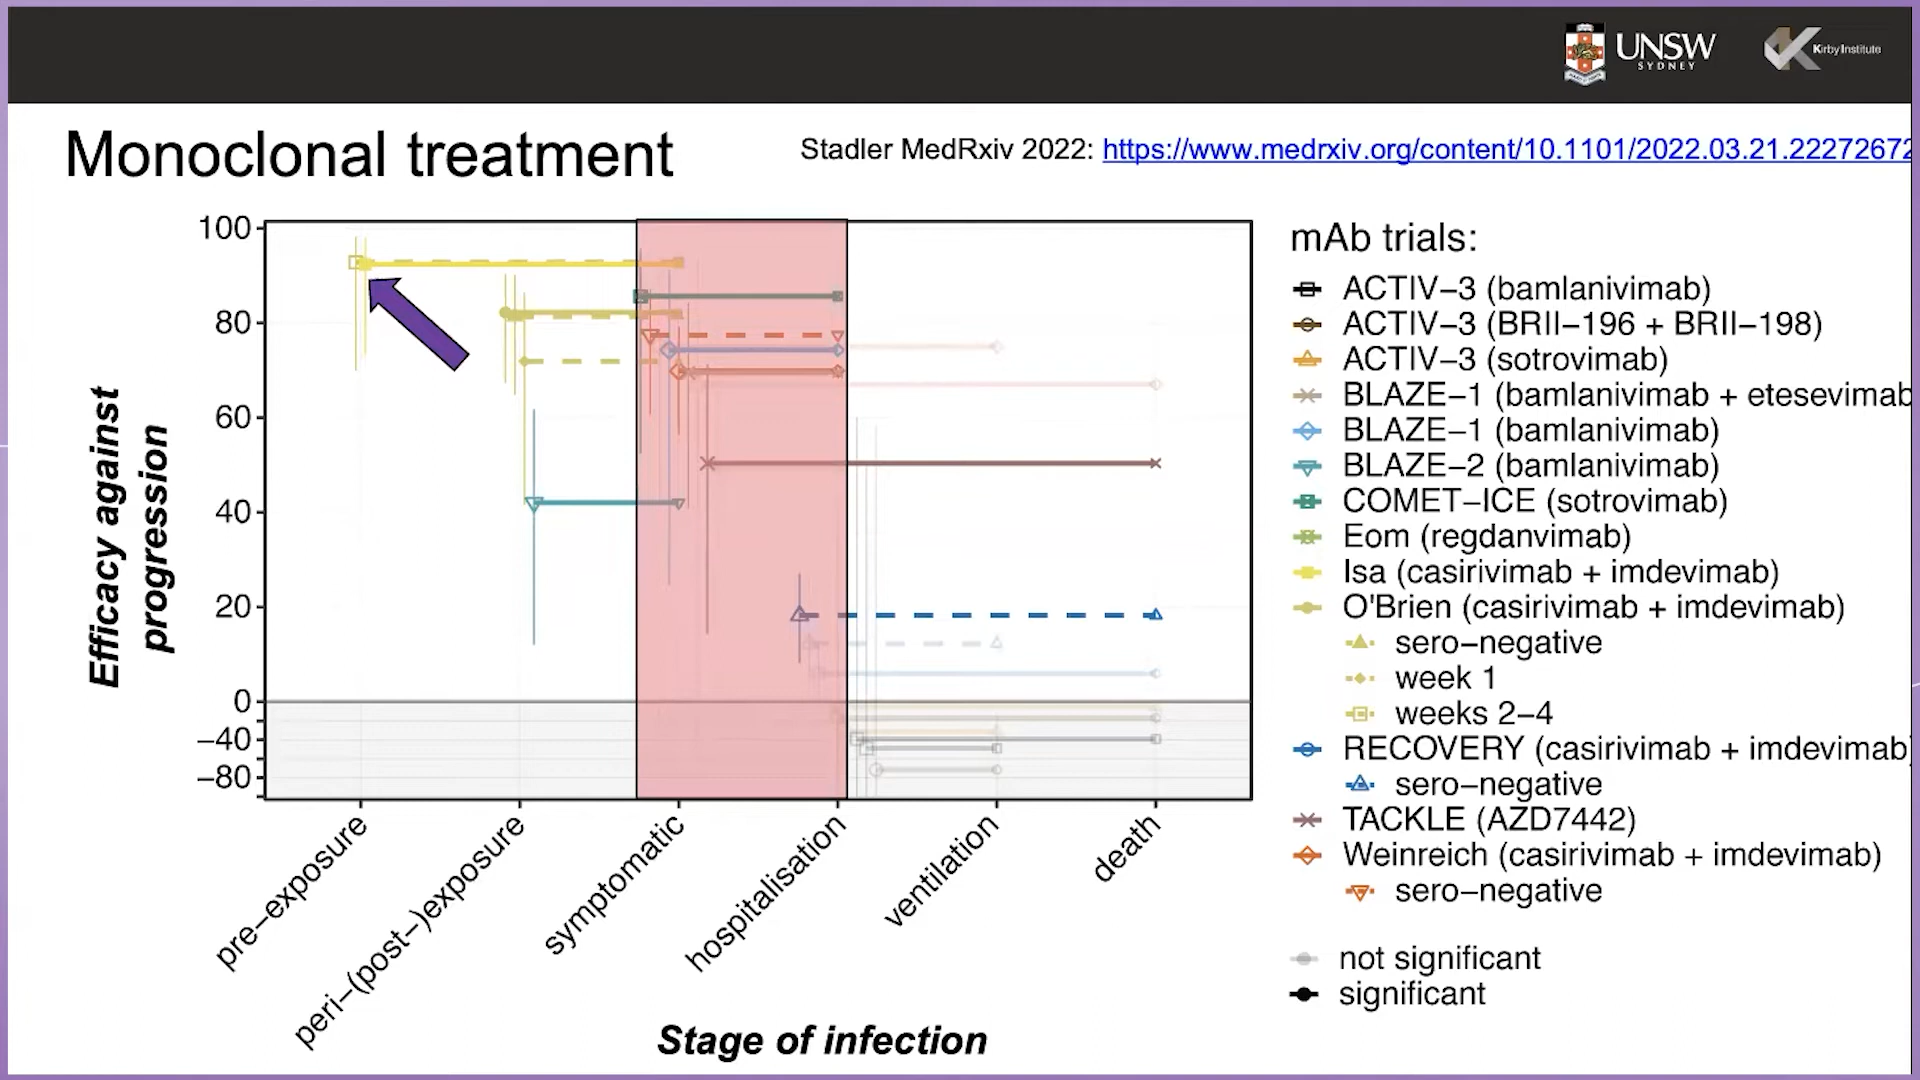 UNSW
SYDNEY
Kirby Institute
Monoclonal treatment
Stadler MedRxiv 2022: https://www.medrxiv.org/content/10.1101/2022.03.21.22272672
Efficacy against
progression
100
80
60
40
20
0
−40
−80
pre−exposure
peri−(post−)exposure
symptomatic
hospitalisation
ventilation
death
Stage of infection
mAb trials:
ACTIV−3 (bamlanivimab)
ACTIV−3 (BRII−196 + BRII−198)
ACTIV−3 (sotrovimab)
BLAZE−1 (bamlanivimab + etesevimab
BLAZE−1 (bamlanivimab)
BLAZE−2 (bamlanivimab)
COMET−ICE (sotrovimab)
Eom (regdanvimab)
Isa (casirivimab + imdevimab)
O'Brien (casirivimab + imdevimab)
sero−negative
week 1
weeks 2−4
RECOVERY (casirivimab + imdevimab)
sero−negative
TACKLE (AZD7442)
Weinreich (casirivimab + imdevimab)
sero−negative
not significant
significant